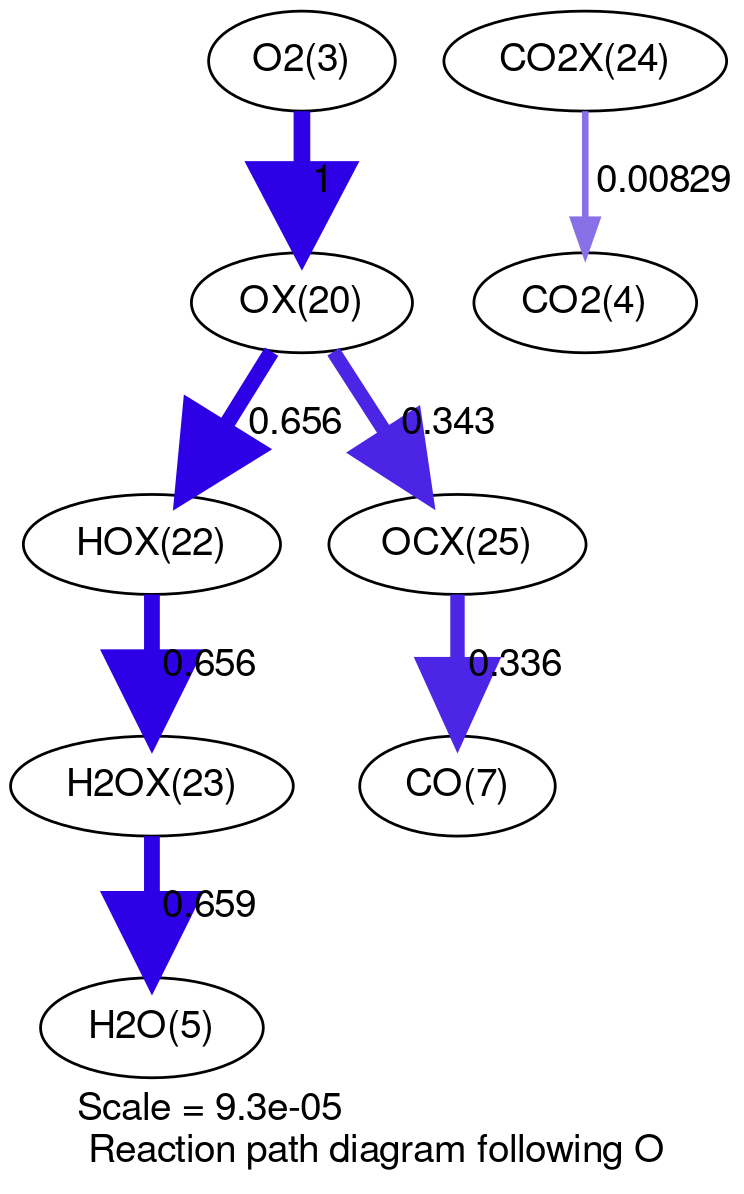 O2(3)
CO2X(24)
1
0.00829
OX(20)
CO2(4)
0.656
0.343
HOX(22)
OCX(25)
0.656
0.336
H2OX(23)
CO(7)
0.659
H2O(5)
Scale = 9.3e-05
Reaction path diagram following O